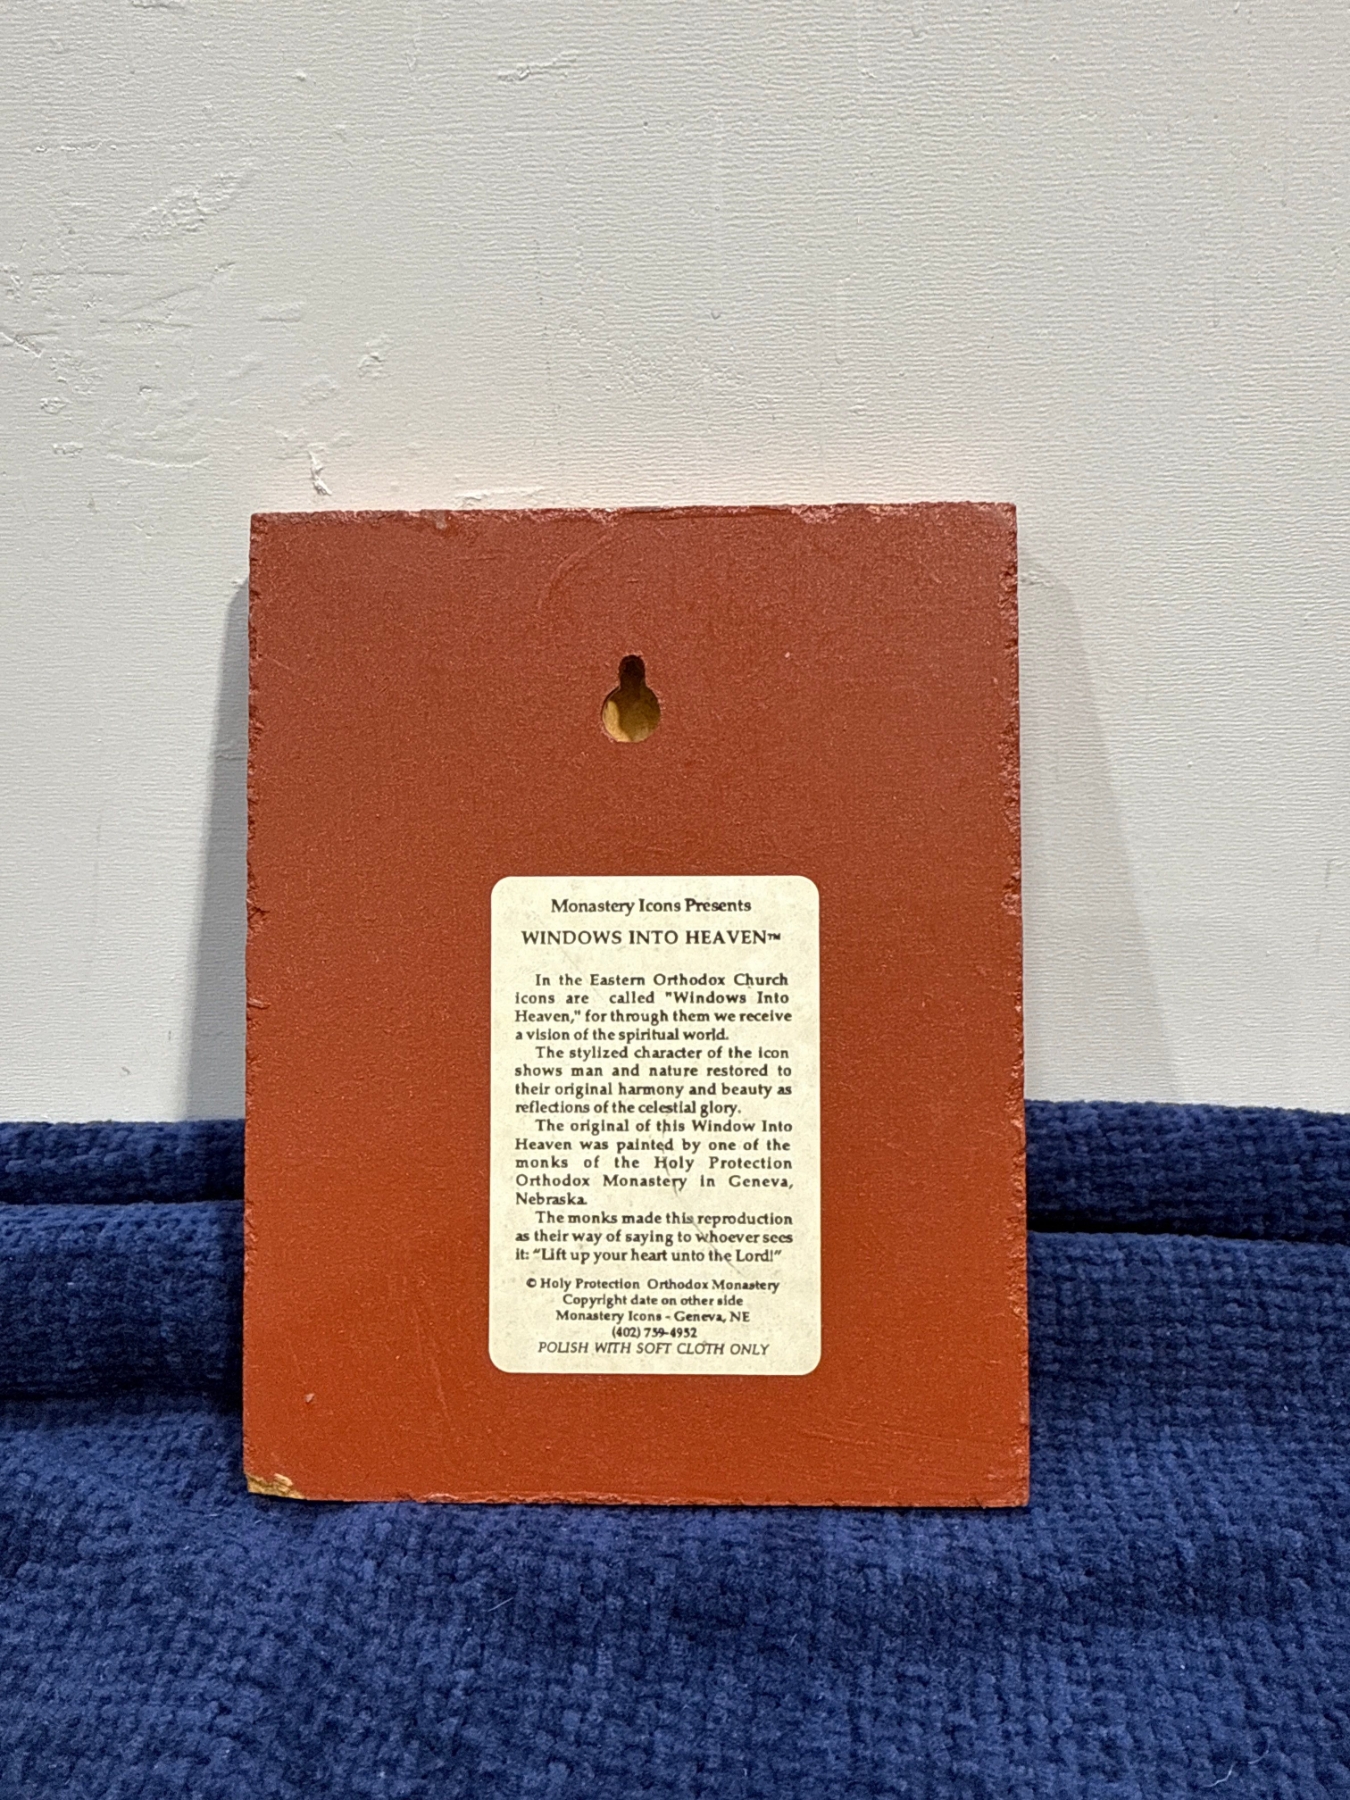 Monastery Icons Presents
WINDOWS INTO HEAVEN™
In the Eastern Orthodox Church
icons are called "Windows Into
Heaven," for through them we receive
a vision of the spiritual world.
The stylized character of the icon
shows man and nature restored to
their original harmony and beauty as
reflections of the celestial glory.
The original of this Window Into
Heaven was painted by one of the
monks of the Holy Protection
Orthodox Monastery in Geneva,
Nebraska.
The monks made this reproduction
as their way of saying to whoever sees
it: “Lift up your heart unto the Lord!”
© Holy Protection Orthodox Monastery
Copyright date on other side
Monastery Icons - Geneva, NE
(402) 759-4952
POLISH WITH SOFT CLOTH ONLY